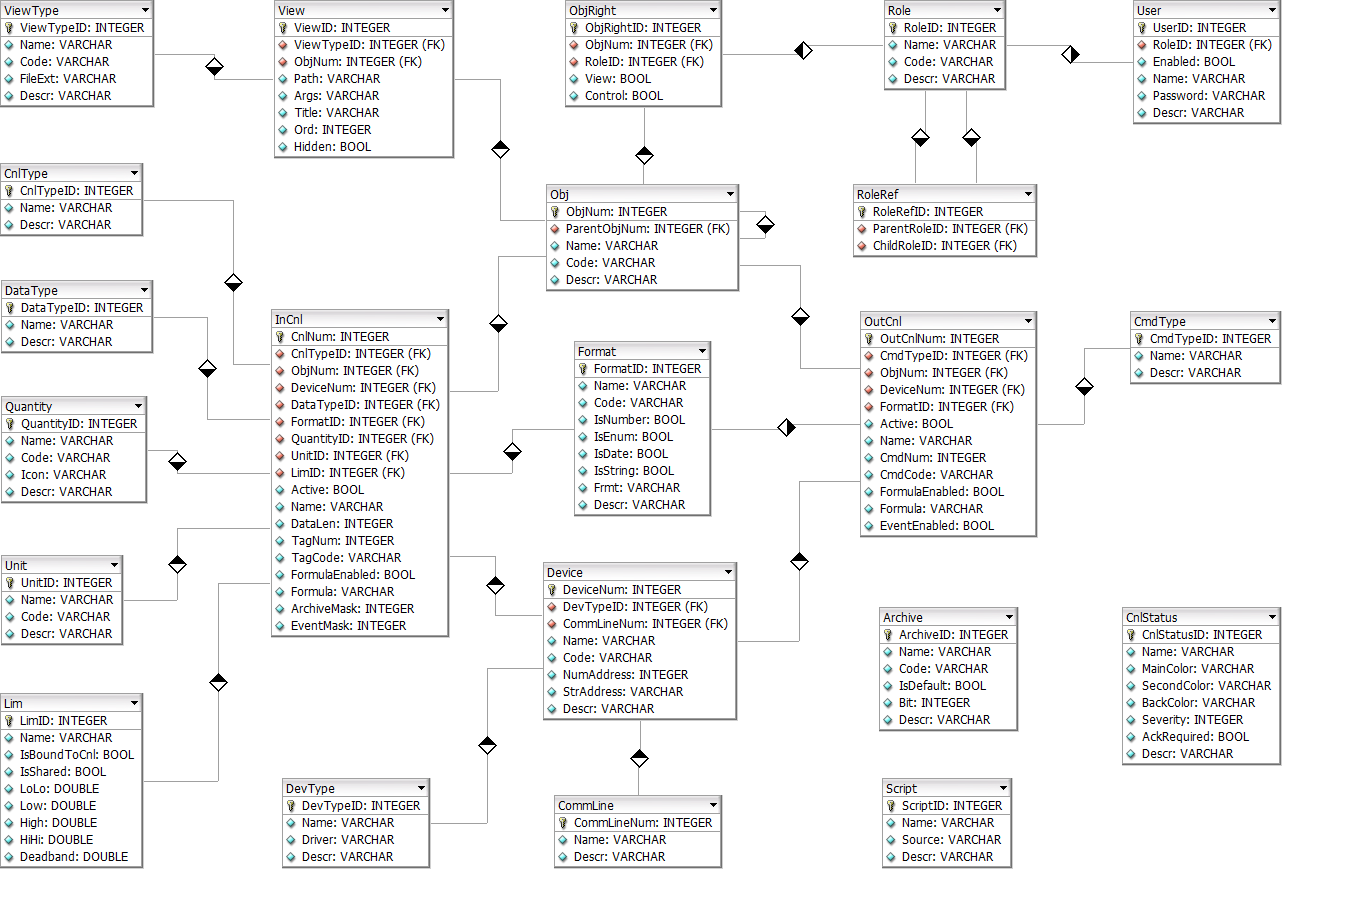 ViewType
ViewTypeID: INTEGER
Name: VARCHAR
Code: VARCHAR
FileExt: VARCHAR
Descr: VARCHAR
View
ViewID: INTEGER
ViewTypeID: INTEGER (FK)
ObjNum: INTEGER (FK)
Path: VARCHAR
Args: VARCHAR
Title: VARCHAR
Ord: INTEGER
Hidden: BOOL
ObjRight
ObjRightID: INTEGER
ObjNum: INTEGER (FK)
RoleID: INTEGER (FK)
View: BOOL
Control: BOOL
Role
RoleID: INTEGER
Name: VARCHAR
Code: VARCHAR
Descr: VARCHAR
User
UserID: INTEGER
RoleID: INTEGER (FK)
Enabled: BOOL
Name: VARCHAR
Password: VARCHAR
Descr: VARCHAR
CnlType
CnlTypeID: INTEGER
Name: VARCHAR
Descr: VARCHAR
Obj
ObjNum: INTEGER
ParentObjNum: INTEGER (FK)
Name: VARCHAR
Code: VARCHAR
Descr: VARCHAR
RoleRef
RoleRefID: INTEGER
ParentRoleID: INTEGER (FK)
ChildRoleID: INTEGER (FK)
DataType
DataTypeID: INTEGER
Name: VARCHAR
Descr: VARCHAR
InCnl
CnlNum: INTEGER
CnlTypeID: INTEGER (FK)
ObjNum: INTEGER (FK)
DeviceNum: INTEGER (FK)
DataTypeID: INTEGER (FK)
FormatID: INTEGER (FK)
QuantityID: INTEGER (FK)
UnitID: INTEGER (FK)
LimID: INTEGER (FK)
Active: BOOL
Name: VARCHAR
DataLen: INTEGER
TagNum: INTEGER
TagCode: VARCHAR
FormulaEnabled: BOOL
Formula: VARCHAR
ArchiveMask: INTEGER
EventMask: INTEGER
Format
FormatID: INTEGER
Name: VARCHAR
Code: VARCHAR
IsNumber: BOOL
IsEnum: BOOL
IsDate: BOOL
IsString: BOOL
Frmt: VARCHAR
Descr: VARCHAR
OutCnl
OutCnlNum: INTEGER
CmdTypeID: INTEGER (FK)
ObjNum: INTEGER (FK)
DeviceNum: INTEGER (FK)
FormatID: INTEGER (FK)
Active: BOOL
Name: VARCHAR
CmdNum: INTEGER
CmdCode: VARCHAR
FormulaEnabled: BOOL
Formula: VARCHAR
EventEnabled: BOOL
CmdType
CmdTypeID: INTEGER
Name: VARCHAR
Descr: VARCHAR
Quantity
QuantityID: INTEGER
Name: VARCHAR
Code: VARCHAR
Icon: VARCHAR
Descr: VARCHAR
Unit
UnitID: INTEGER
Name: VARCHAR
Code: VARCHAR
Descr: VARCHAR
Device
DeviceNum: INTEGER
DevTypeID: INTEGER (FK)
CommLineNum: INTEGER (FK)
Name: VARCHAR
Code: VARCHAR
NumAddress: INTEGER
StrAddress: VARCHAR
Descr: VARCHAR
Archive
ArchiveID: INTEGER
Name: VARCHAR
Code: VARCHAR
IsDefault: BOOL
Bit: INTEGER
Descr: VARCHAR
CnlStatus
CnlStatusID: INTEGER
Name: VARCHAR
MainColor: VARCHAR
SecondColor: VARCHAR
BackColor: VARCHAR
Severity: INTEGER
AckRequired: BOOL
Descr: VARCHAR
Lim
LimID: INTEGER
Name: VARCHAR
IsBoundToCnl: BOOL
IsShared: BOOL
LoLo: DOUBLE
Low: DOUBLE
High: DOUBLE
HiHi: DOUBLE
Deadband: DOUBLE
DevType
DevTypeID: INTEGER
Name: VARCHAR
Driver: VARCHAR
Descr: VARCHAR
CommLine
CommLineNum: INTEGER
Name: VARCHAR
Descr: VARCHAR
Script
ScriptID: INTEGER
Name: VARCHAR
Source: VARCHAR
Descr: VARCHAR